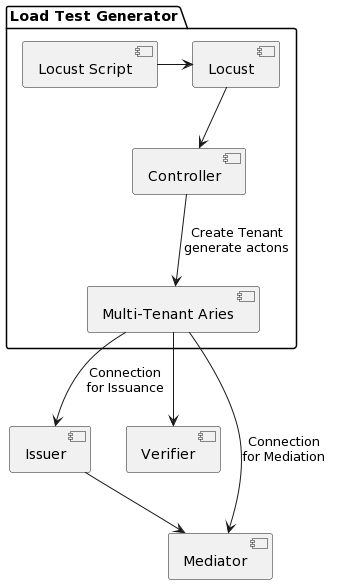 Load Test Generator
Locust Script
Locust
Controller
Create Tenant
generate actons
Multi-Tenant Aries
Connection
for Issuance
Issuer
Verifier
Connection
for Mediation
Mediator